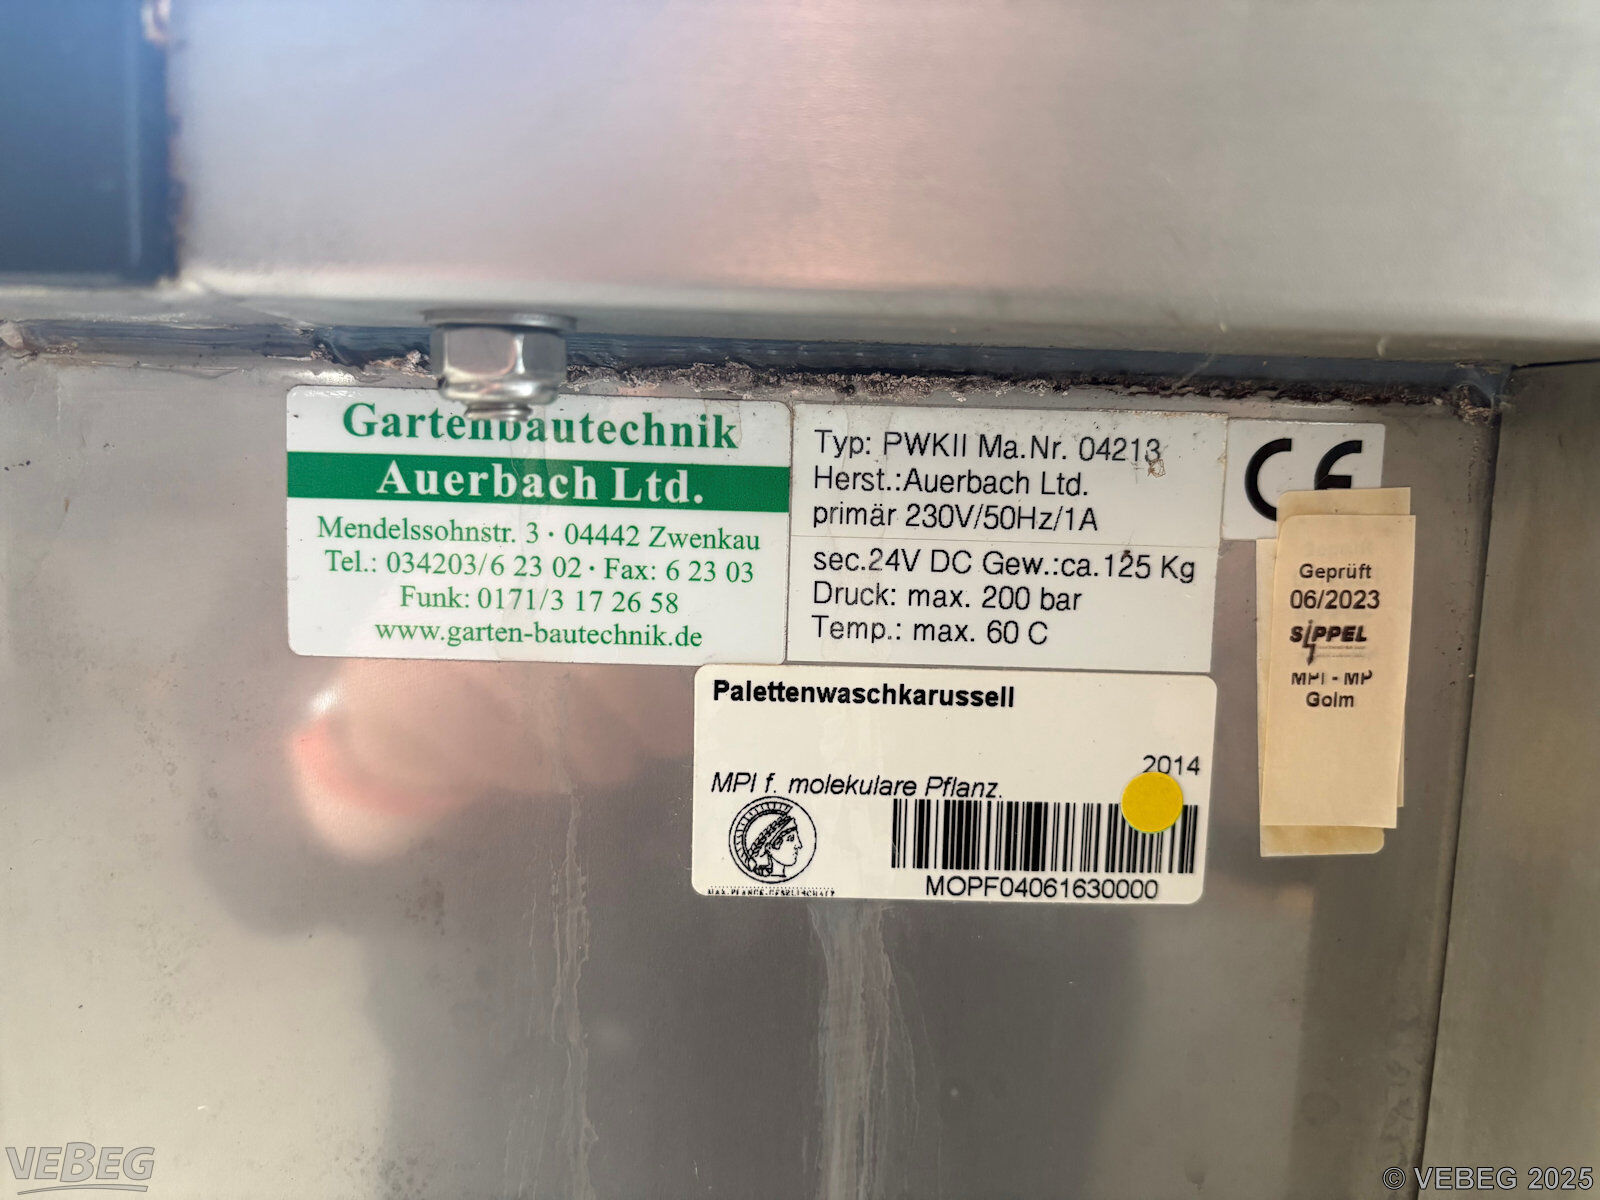 Gartenbautechnik
Auerbach Ltd.
Mendelssohnstr. 3 · 04442 Zwenkau
Tel.: 034203/6 23 02 · Fax: 6 23 03
Funk: 0171/3 17 26 58
www.garten-bautechnik.de
Typ: PWKII Ma.Nr. 04213
Herst.:Auerbach Ltd.
primär 230V/50Hz/1A
sec.24V DC Gew.:ca.125 Kg
Druck: max. 200 bar
Temp.: max. 60 C
CE
Geprüft
06/2023
SIPPEL
MPI - MP
Golm
Palettenwaschkarussell
2014
MPI f. molekulare Pflanz.
MAX-PLANCK-GESELLSCHAFT
MOPF04061630000
VEBEG
© VEBEG 2025